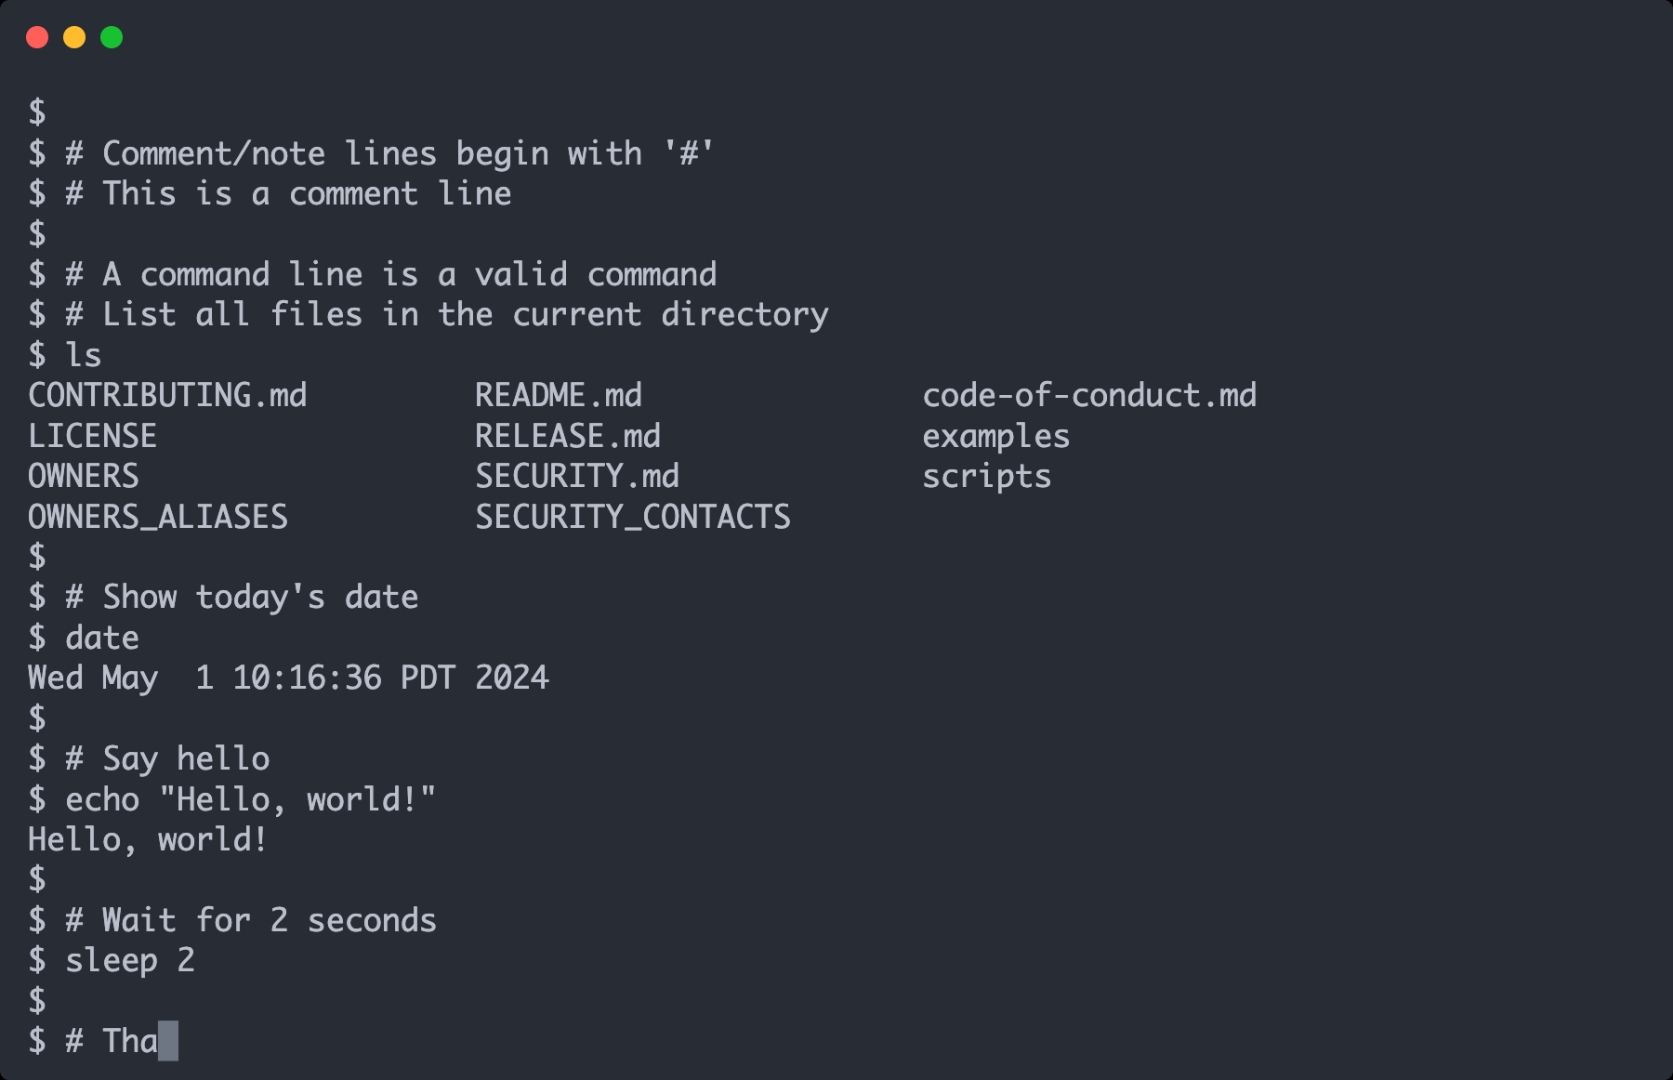 $
$ # Comment/note lines begin with '#'
$ # This is a comment line
$
$ # A command line is a valid command
$ # List all files in the current directory
$ ls
CONTRIBUTING.md         README.md               code-of-conduct.md
LICENSE                 RELEASE.md              examples
OWNERS                  SECURITY.md             scripts
OWNERS_ALIASES          SECURITY_CONTACTS
$
$ # Show today's date
$ date
Wed May  1 10:16:36 PDT 2024
$
$ # Say hello
$ echo "Hello, world!"
Hello, world!
$
$ # Wait for 2 seconds
$ sleep 2
$
$ # Tha